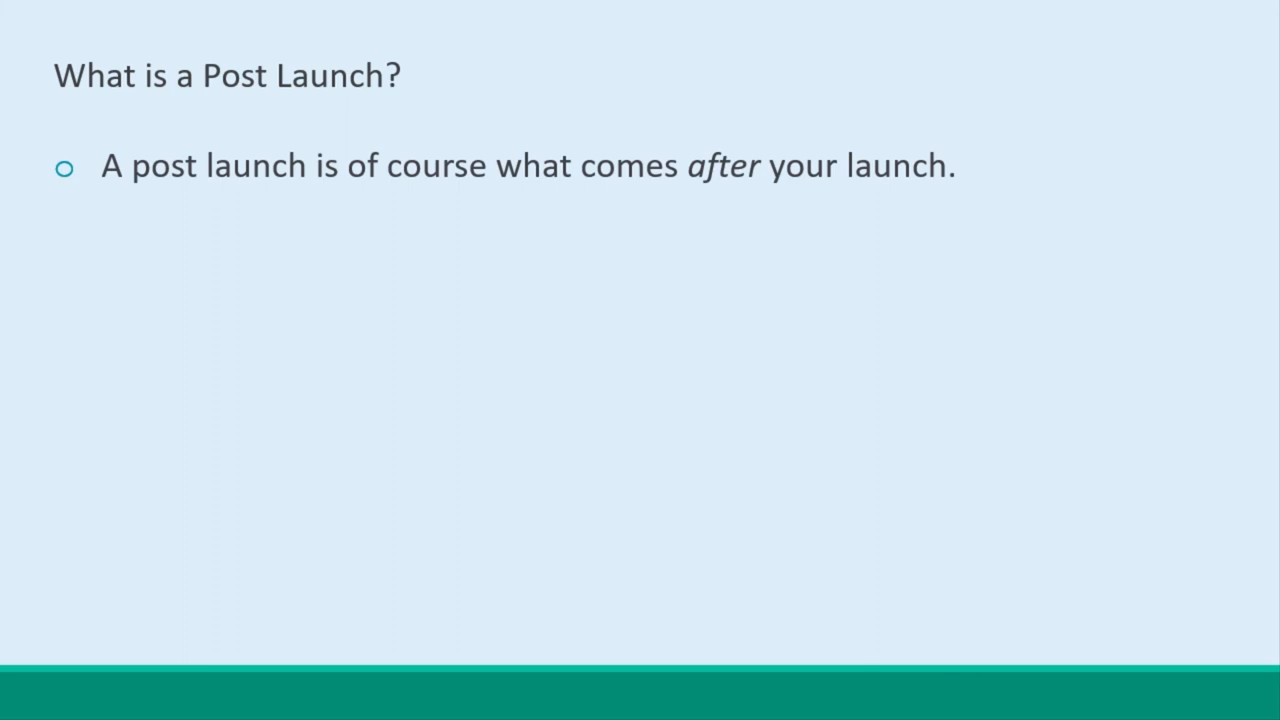 What is a Post Launch?
o A post launch is of course what comes after your launch.